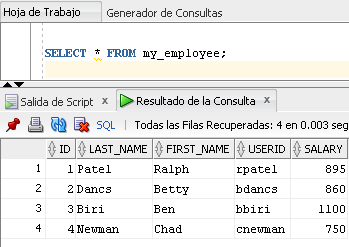 Hoja de Trabajo Generador de Consultas
SELECT * FROM my_employee;
Salida de Script x Resultado de la Consulta x
SQL | Todas las Filas Recuperadas: 4 en 0.003 seg
ID LAST_NAME FIRST_NAME USERID SALARY
1 1 Patel Ralph rpatel 895
2 2 Dancs Betty bdancs 860
3 3 Biri Ben bbiri 1100
4 4 Newman Chad cnewman 750